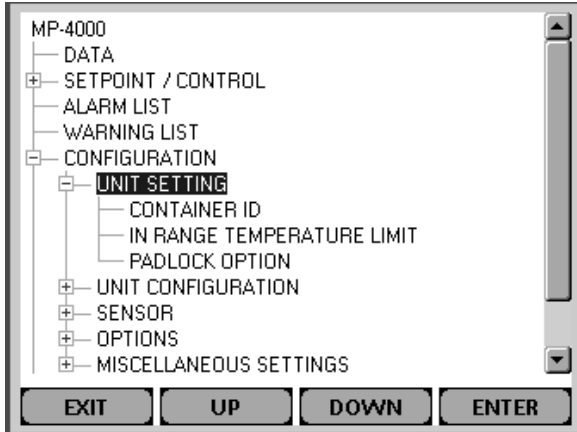 MP-4000
DATA
SETPOINT / CONTROL
ALARM LIST
WARNING LIST
CONFIGURATION
UNIT SETTING
CONTAINER ID
IN RANGE TEMPERATURE LIMIT
PADLOCK OPTION
UNIT CONFIGURATION
SENSOR
OPTIONS
MISCELLANEOUS SETTINGS
EXIT UP DOWN ENTER